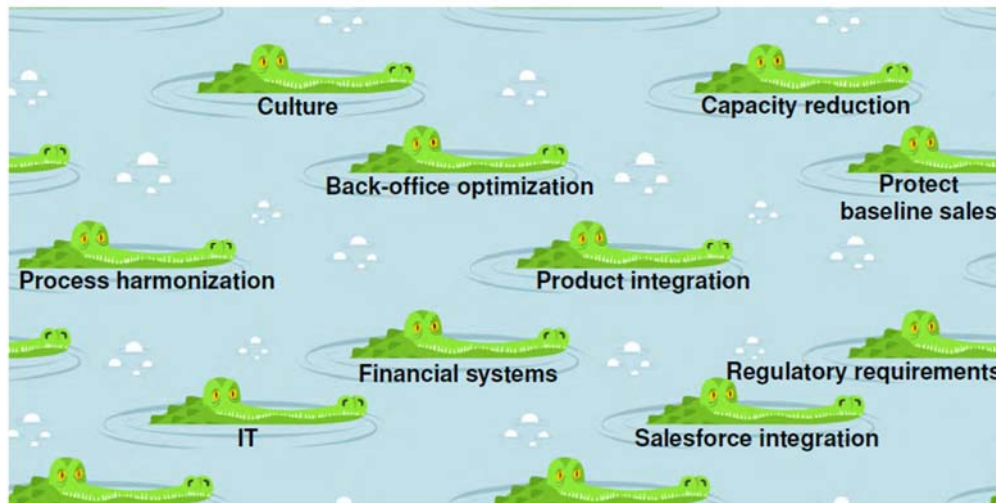 Culture
Capacity reduction
Back-office optimization
Protect
baseline sales
Process harmonization
Product integration
Financial systems
Regulatory requirements
IT
Salesforce integration